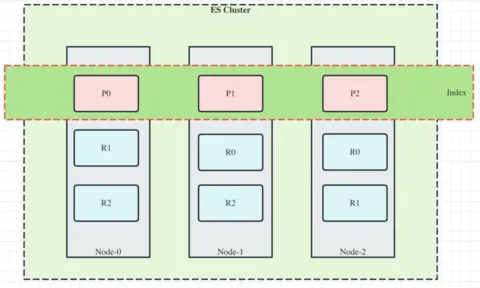 ES Cluster
P0 P1 P2 Index
R1 R0 R0
R2 R2 R1
Node-0 Node-1 Node-2